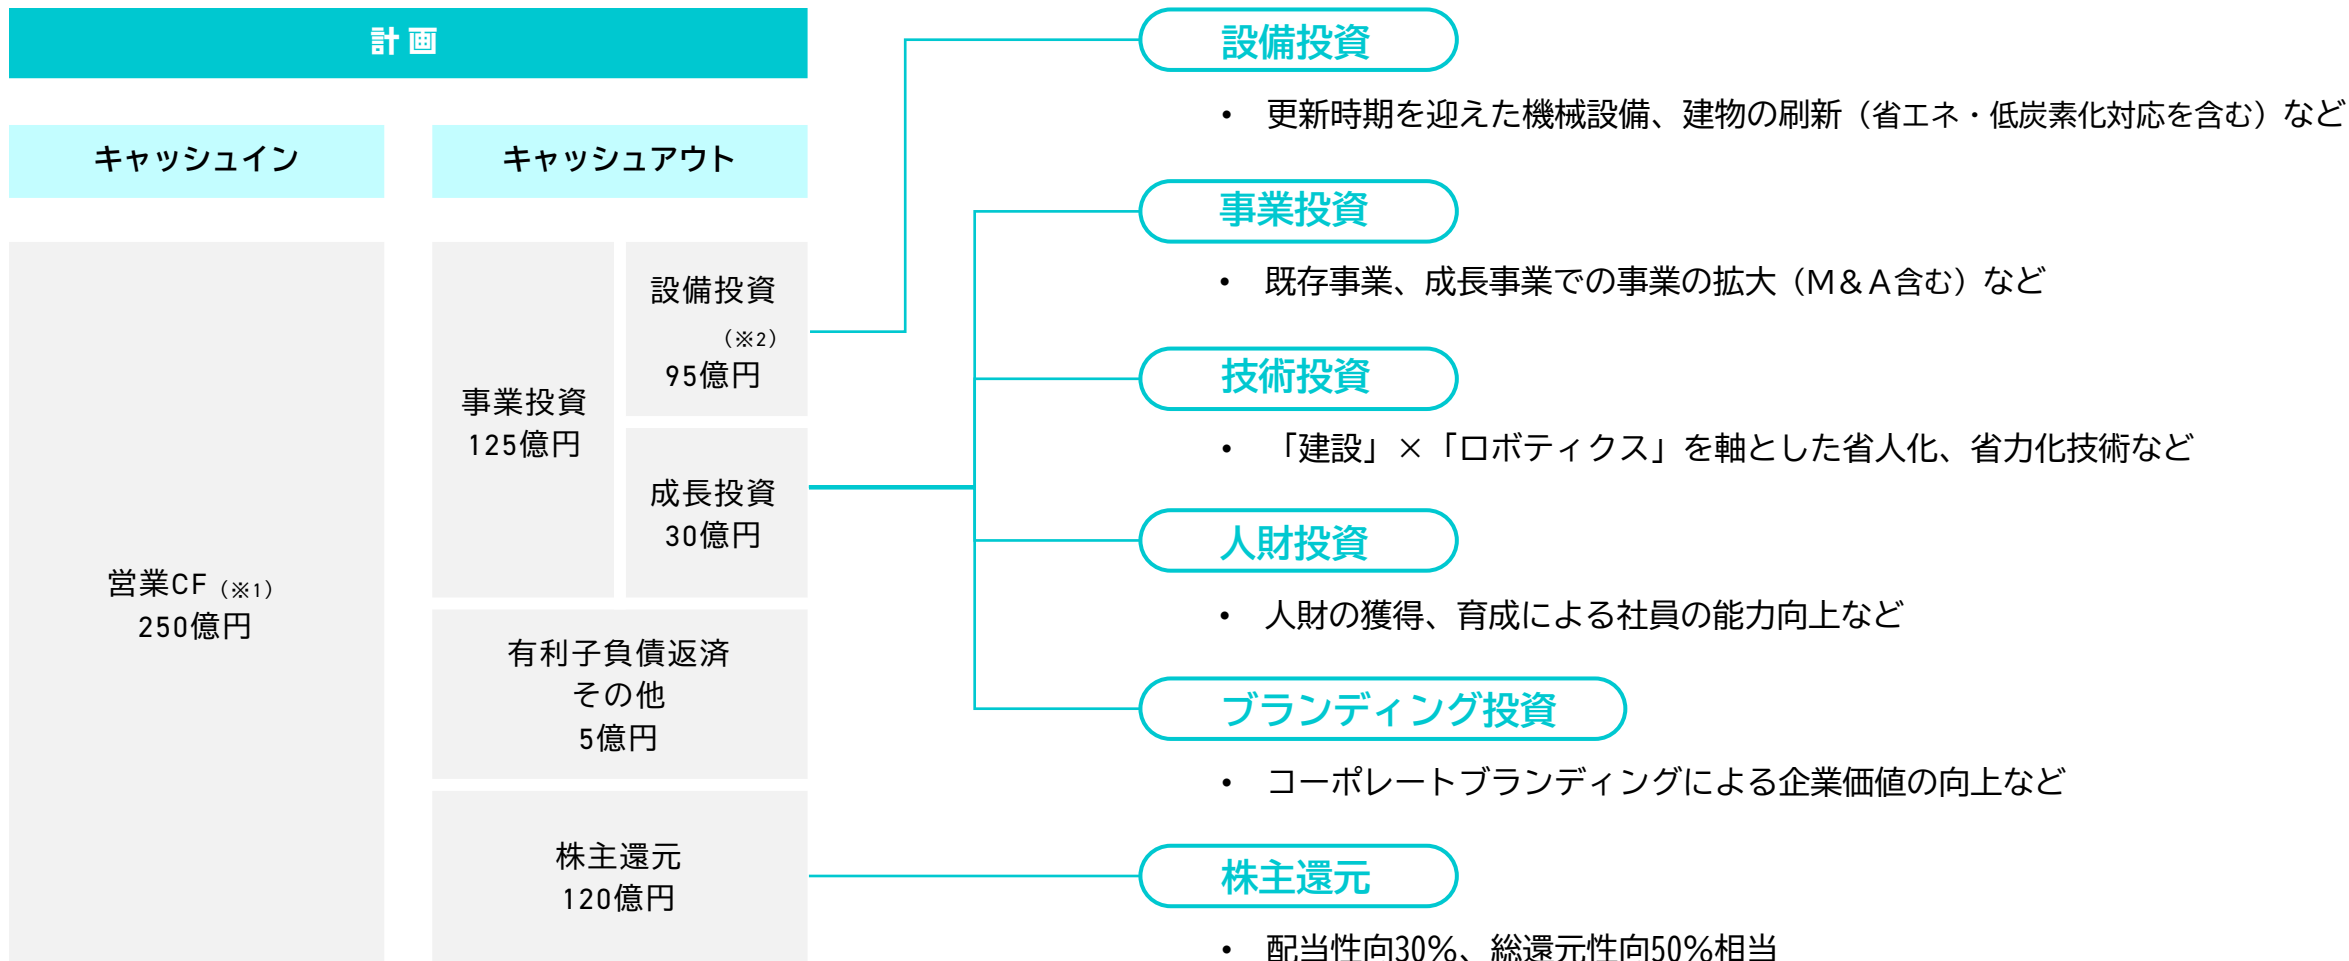 計画
キャッシュイン
キャッシュアウト
営業CF（※1）
250億円
事業投資
125億円
設備投資
（※2）
95億円
成長投資
30億円
有利子負債返済
その他
5億円
株主還元
120億円
設備投資
• 更新時期を迎えた機械設備、建物の刷新（省エネ・低炭素化対応を含む）など
事業投資
• 既存事業、成長事業での事業の拡大（M＆A含む）など
技術投資
• 「建設」×「ロボティクス」を軸とした省人化、省力化技術など
人財投資
• 人財の獲得、育成による社員の能力向上など
ブランディング投資
• コーポレートブランディングによる企業価値の向上など
株主還元
• 配当性向30％、総還元性向50％相当